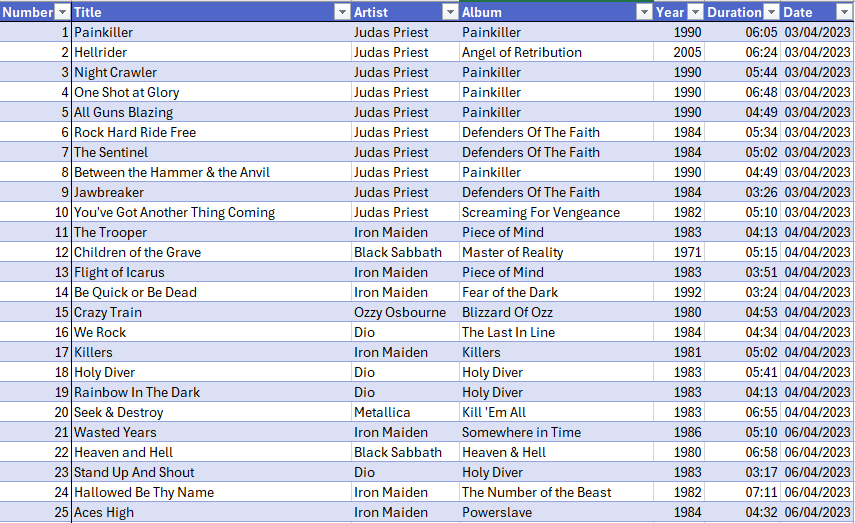 Number Title Artist Album Year Duration Date
1 Painkiller Judas Priest Painkiller 1990 06:05 03/04/2023
2 Hellrider Judas Priest Angel of Retribution 2005 06:24 03/04/2023
3 Night Crawler Judas Priest Painkiller 1990 05:44 03/04/2023
4 One Shot at Glory Judas Priest Painkiller 1990 06:48 03/04/2023
5 All Guns Blazing Judas Priest Painkiller 1990 04:49 03/04/2023
6 Rock Hard Ride Free Judas Priest Defenders Of The Faith 1984 05:34 03/04/2023
7 The Sentinel Judas Priest Defenders Of The Faith 1984 05:02 03/04/2023
8 Between the Hammer & the Anvil Judas Priest Painkiller 1990 04:49 03/04/2023
9 Jawbreaker Judas Priest Defenders Of The Faith 1984 03:26 03/04/2023
10 You've Got Another Thing Coming Judas Priest Screaming For Vengeance 1982 05:10 03/04/2023
11 The Trooper Iron Maiden Piece of Mind 1983 04:13 04/04/2023
12 Children of the Grave Black Sabbath Master of Reality 1971 05:15 04/04/2023
13 Flight of Icarus Iron Maiden Piece of Mind 1983 03:51 04/04/2023
14 Be Quick or Be Dead Iron Maiden Fear of the Dark 1992 03:24 04/04/2023
15 Crazy Train Ozzy Osbourne Blizzard Of Ozz 1980 04:53 04/04/2023
16 We Rock Dio The Last In Line 1984 04:34 04/04/2023
17 Killers Iron Maiden Killers 1981 05:02 04/04/2023
18 Holy Diver Dio Holy Diver 1983 05:41 04/04/2023
19 Rainbow In The Dark Dio Holy Diver 1983 04:13 04/04/2023
20 Seek & Destroy Metallica Kill 'Em All 1983 06:55 04/04/2023
21 Wasted Years Iron Maiden Somewhere in Time 1986 05:10 06/04/2023
22 Heaven and Hell Black Sabbath Heaven & Hell 1980 06:58 06/04/2023
23 Stand Up And Shout Dio Holy Diver 1983 03:17 06/04/2023
24 Hallowed Be Thy Name Iron Maiden The Number of the Beast 1982 07:11 06/04/2023
25 Aces High Iron Maiden Powerslave 1984 04:32 06/04/2023